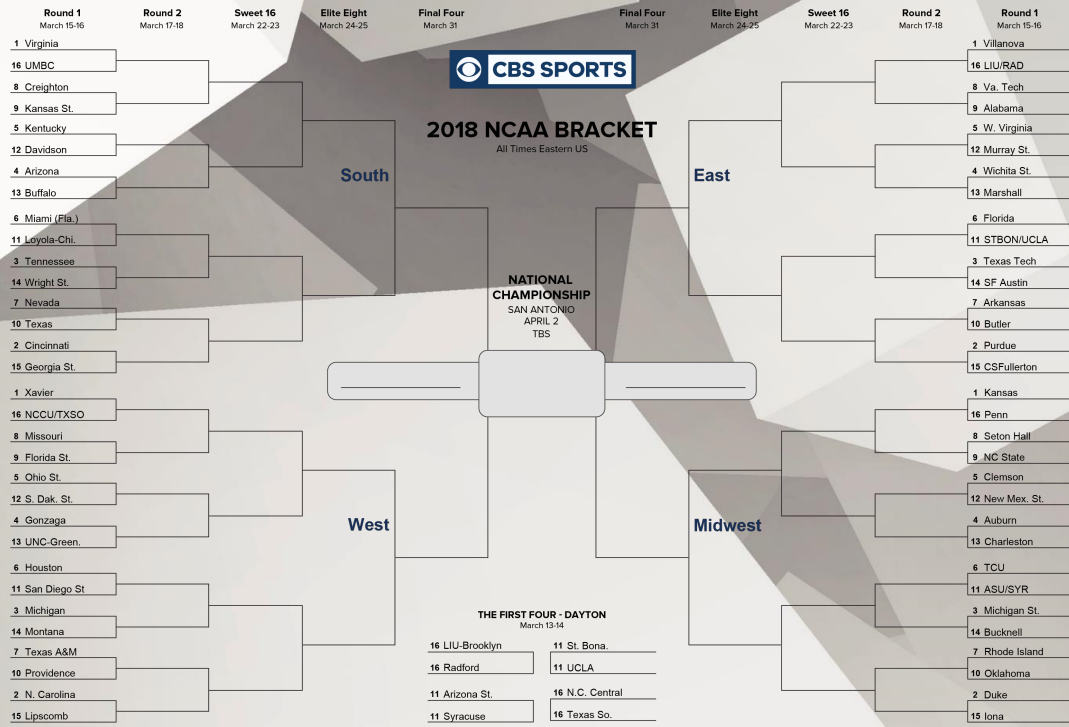 Round 1 Round 2 Sweet 16 Elite Eight Final Four Final Four Elite Eight Sweet 16 Round 2 Round 1
March 15-16 March 17-18 March 22-23 March 24-25 March 31 March 31 March 24-25 March 22-23 March 17-18 March 15-16
CBS SPORTS
2018 NCAA BRACKET
All Times Eastern US
South
1 Virginia
16 UMBC
8 Creighton
9 Kansas St.
5 Kentucky
12 Davidson
4 Arizona
13 Buffalo
6 Miami (Fla.)
11 Loyola-Chi.
3 Tennessee
14 Wright St.
7 Nevada
10 Texas
2 Cincinnati
15 Georgia St.
West
1 Xavier
16 NCCU/TXSO
8 Missouri
9 Florida St.
5 Ohio St.
12 S. Dak. St.
4 Gonzaga
13 UNC-Green.
6 Houston
11 San Diego St
3 Michigan
14 Montana
7 Texas A&M
10 Providence
2 N. Carolina
15 Lipscomb
NATIONAL
CHAMPIONSHIP
SAN ANTONIO
APRIL 2
TBS
East
1 Villanova
16 LIU/RAD
8 Va. Tech
9 Alabama
5 W. Virginia
12 Murray St.
4 Wichita St.
13 Marshall
6 Florida
11 STBON/UCLA
3 Texas Tech
14 SF Austin
7 Arkansas
10 Butler
2 Purdue
15 CSFullerton
Midwest
1 Kansas
16 Penn
8 Seton Hall
9 NC State
5 Clemson
12 New Mex. St.
4 Auburn
13 Charleston
6 TCU
11 ASU/SYR
3 Michigan St.
14 Bucknell
7 Rhode Island
10 Oklahoma
2 Duke
15 Iona
THE FIRST FOUR - DAYTON
March 13-14
16 LIU-Brooklyn
16 Radford
11 Arizona St.
11 Syracuse
11 St. Bona.
11 UCLA
16 N.C. Central
16 Texas So.